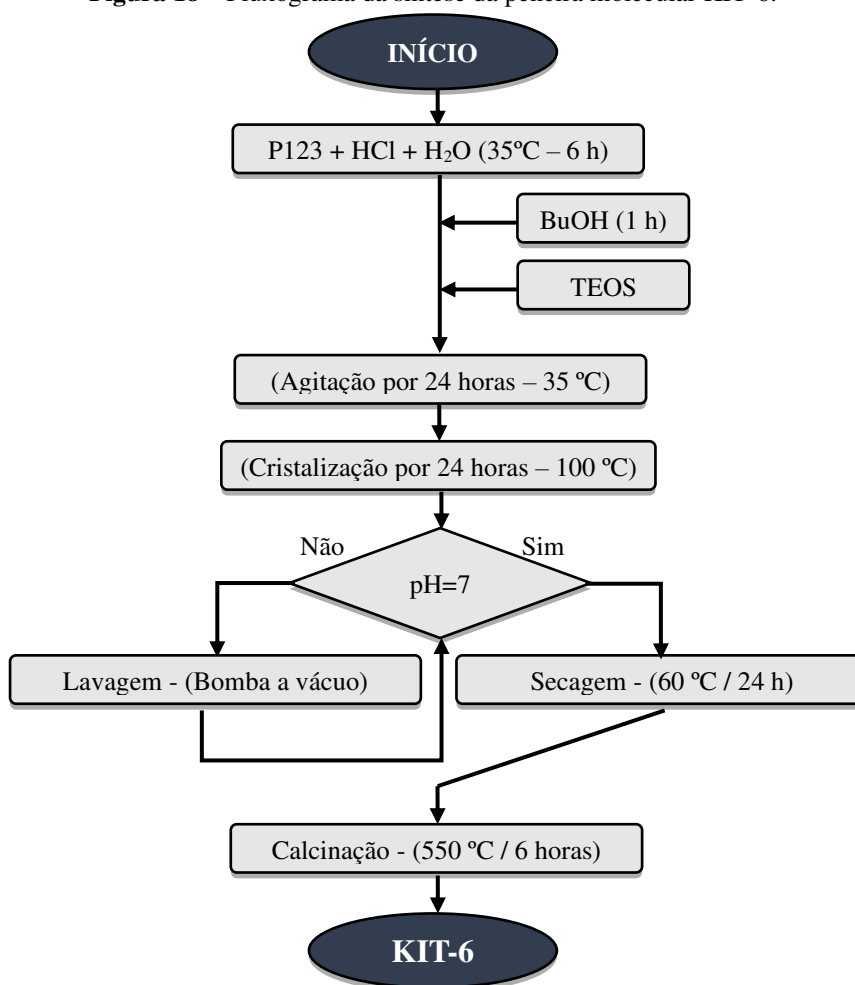 INÍCIO
P123 + HCl + H₂O (35ºC – 6 h)
BuOH (1 h)
TEOS
(Agitação por 24 horas – 35 ºC)
(Cristalização por 24 horas – 100 ºC)
Não
Sim
pH=7
Lavagem - (Bomba a vácuo)
Secagem - (60 ºC / 24 h)
Calcinação - (550 ºC / 6 horas)
KIT-6